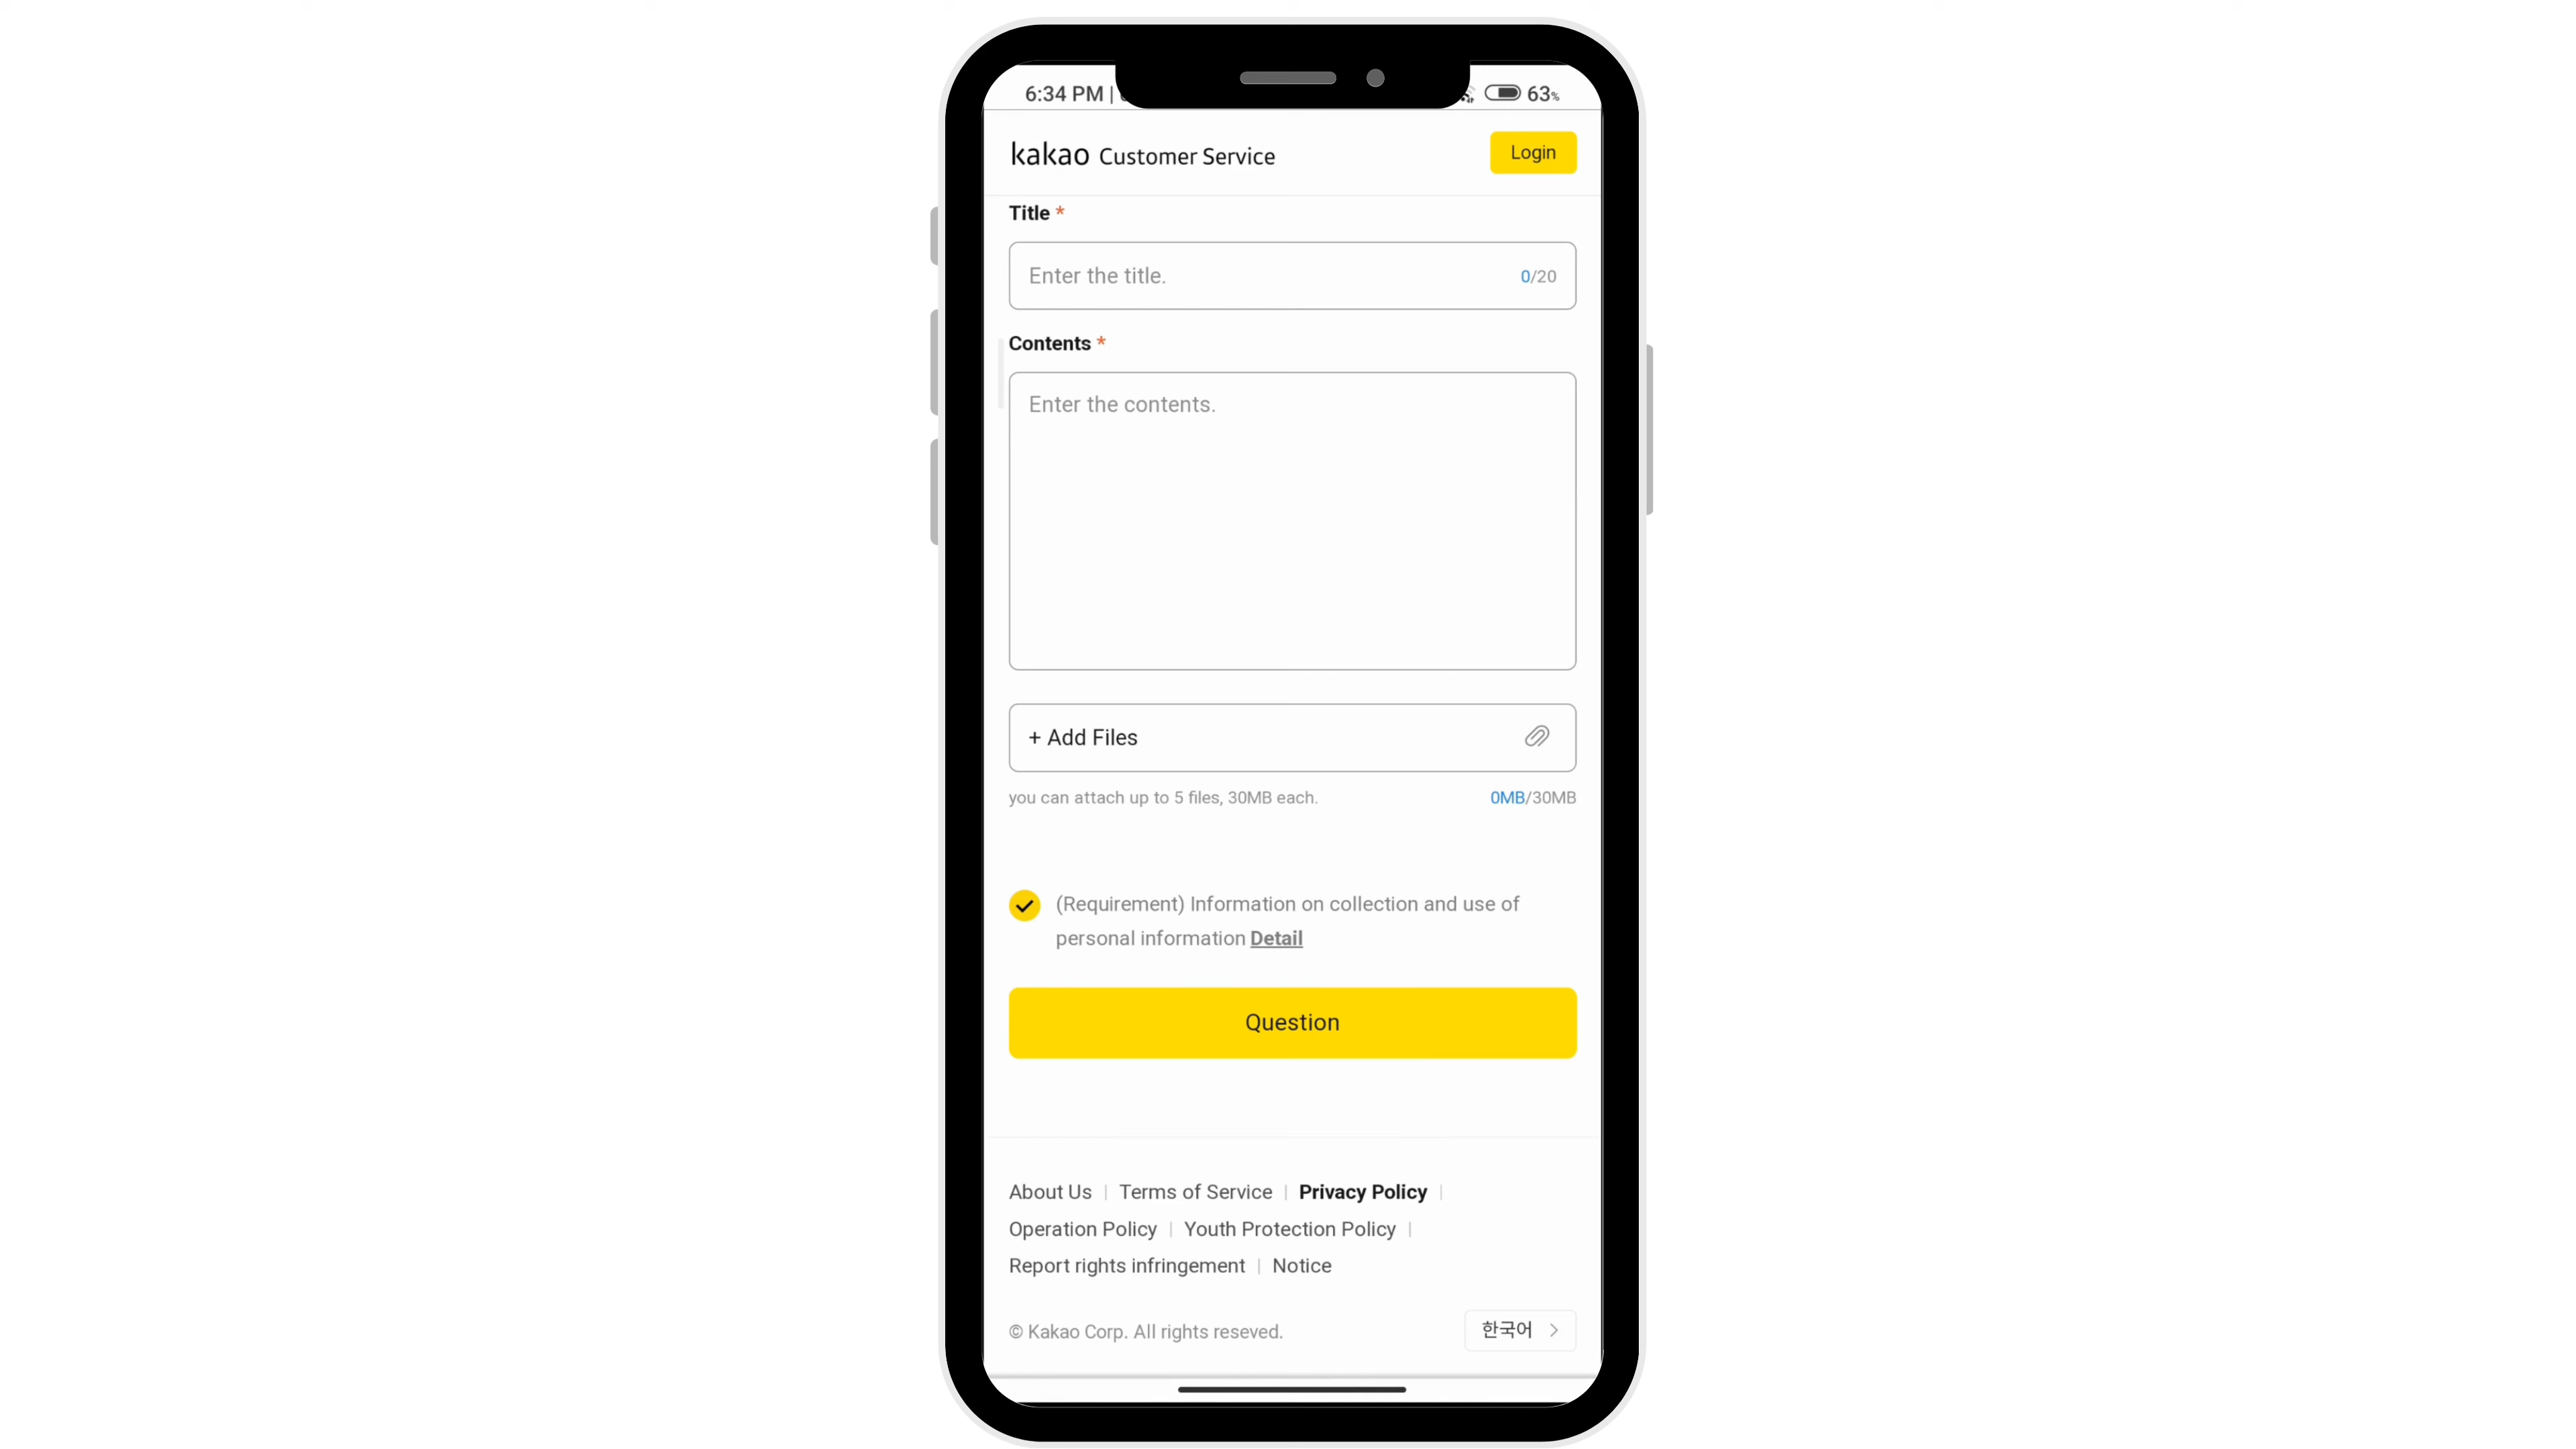 6:34 PM |
63%
kakao Customer Service
Login
Title *
Enter the title.
0/20
Contents *
Enter the contents.
+ Add Files
you can attach up to 5 files, 30MB each.
0MB/30MB
(Requirement) Information on collection and use of
personal information Detail
Question
About Us | Terms of Service | Privacy Policy |
Operation Policy | Youth Protection Policy |
Report rights infringement | Notice
© Kakao Corp. All rights reseved.
한국어 >